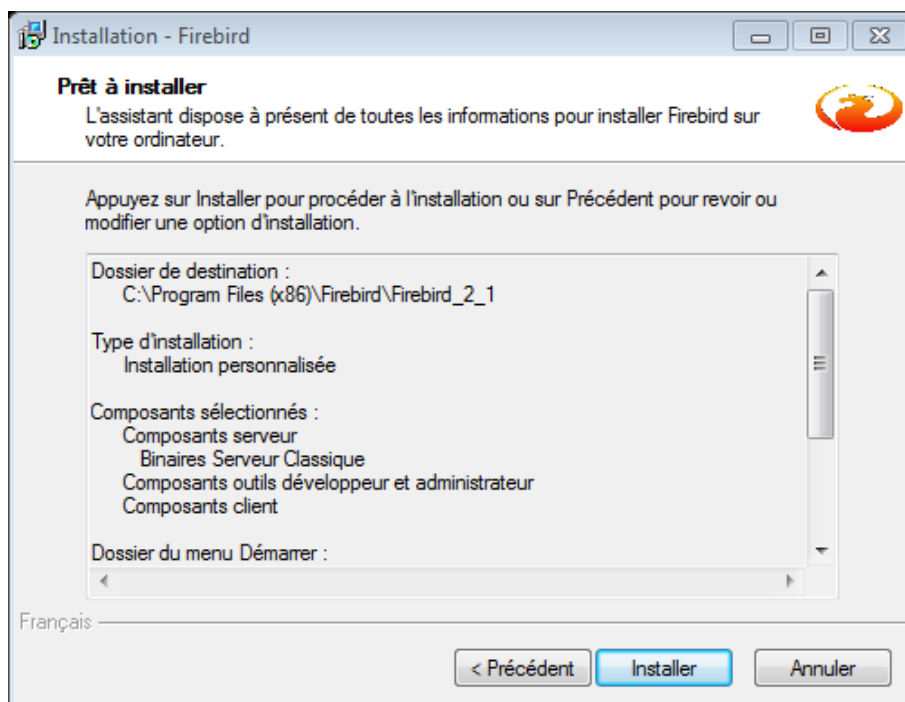 Installation - Firebird
Prêt à installer
L'assistant dispose à présent de toutes les informations pour installer Firebird sur
votre ordinateur.
Appuyez sur Installer pour procéder à l'installation ou sur Précédent pour revoir ou
modifier une option d'installation.
Dossier de destination :
C:\Program Files (x86)\Firebird\Firebird_2_1
Type d'installation :
Installation personnalisée
Composants sélectionnés :
Composants serveur
Binaires Serveur Classique
Composants outils développeur et administrateur
Composants client
Dossier du menu Démarrer :
Français
< Précédent
Installer
Annuler